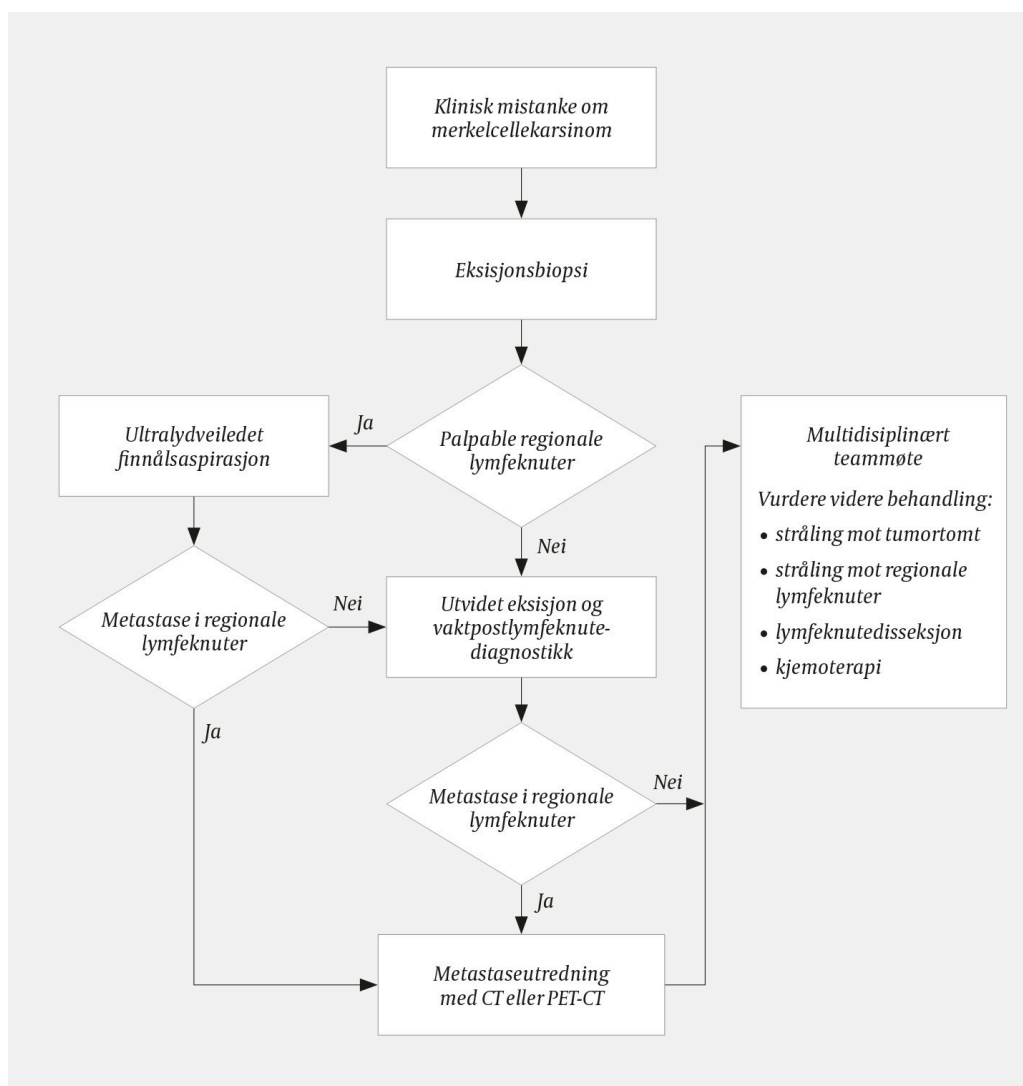 Klinisk mistanke om
merkelcellekarsinom
Eksisjonsbiopsi
Palpable regionale
lymfeknuter
Ja
Ultralydveiledet
finnålsaspirasjon
Nei
Metastase i regionale
lymfeknuter
Nei
Utvidet eksisjon og
vaktpostlymfeknute-
diagnostikk
Ja
Metastase i regionale
lymfeknuter
Nei
Ja
Metastaseutredning
med CT eller PET-CT
Multidisiplinært
teammøte
Vurdere videre behandling:
• stråling mot tumortomt
• stråling mot regionale
lymfeknuter
• lymfeknutedisseksjon
• kjemoterapi